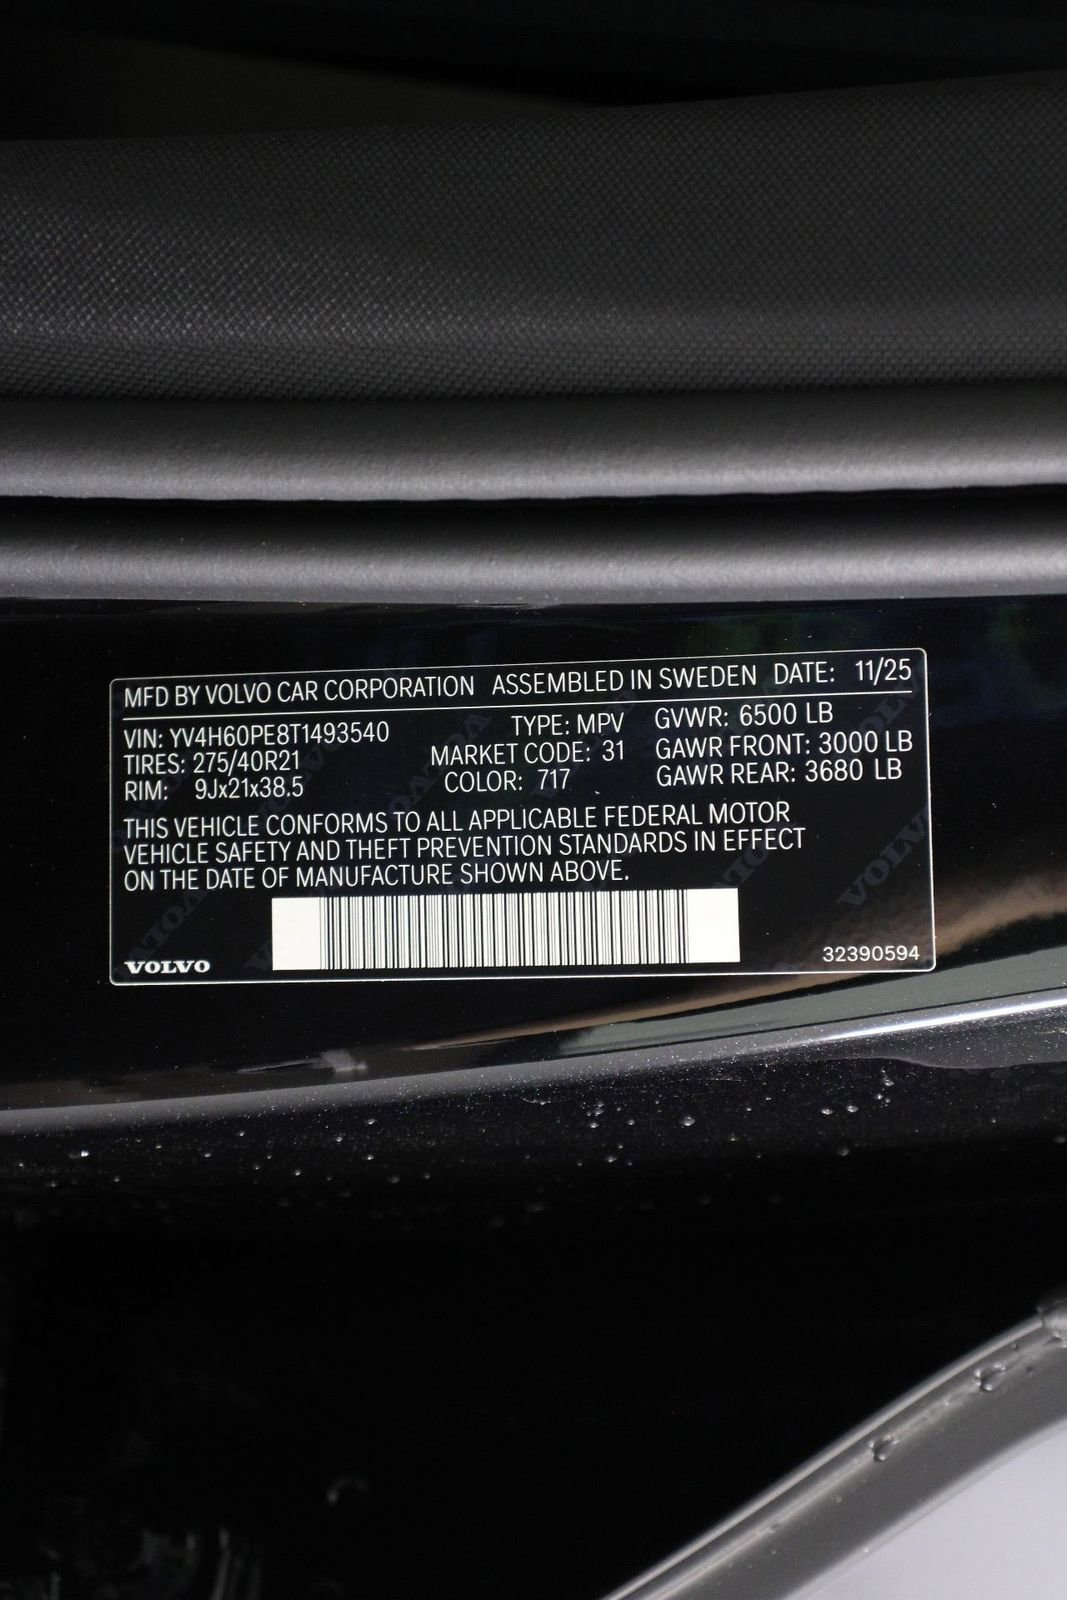 MFD BY VOLVO CAR CORPORATION ASSEMBLED IN SWEDEN DATE: 11/25
VIN: YV4H60PE8T1493540 TYPE: MPV GVWR: 6500 LB
TIRES: 275/40R21 MARKET CODE: 31 GAWR FRONT: 3000 LB
RIM: 9Jx21x38.5 COLOR: 717 GAWR REAR: 3680 LB
THIS VEHICLE CONFORMS TO ALL APPLICABLE FEDERAL MOTOR
VEHICLE SAFETY AND THEFT PREVENTION STANDARDS IN EFFECT
ON THE DATE OF MANUFACTURE SHOWN ABOVE.
VOLVO 32390594